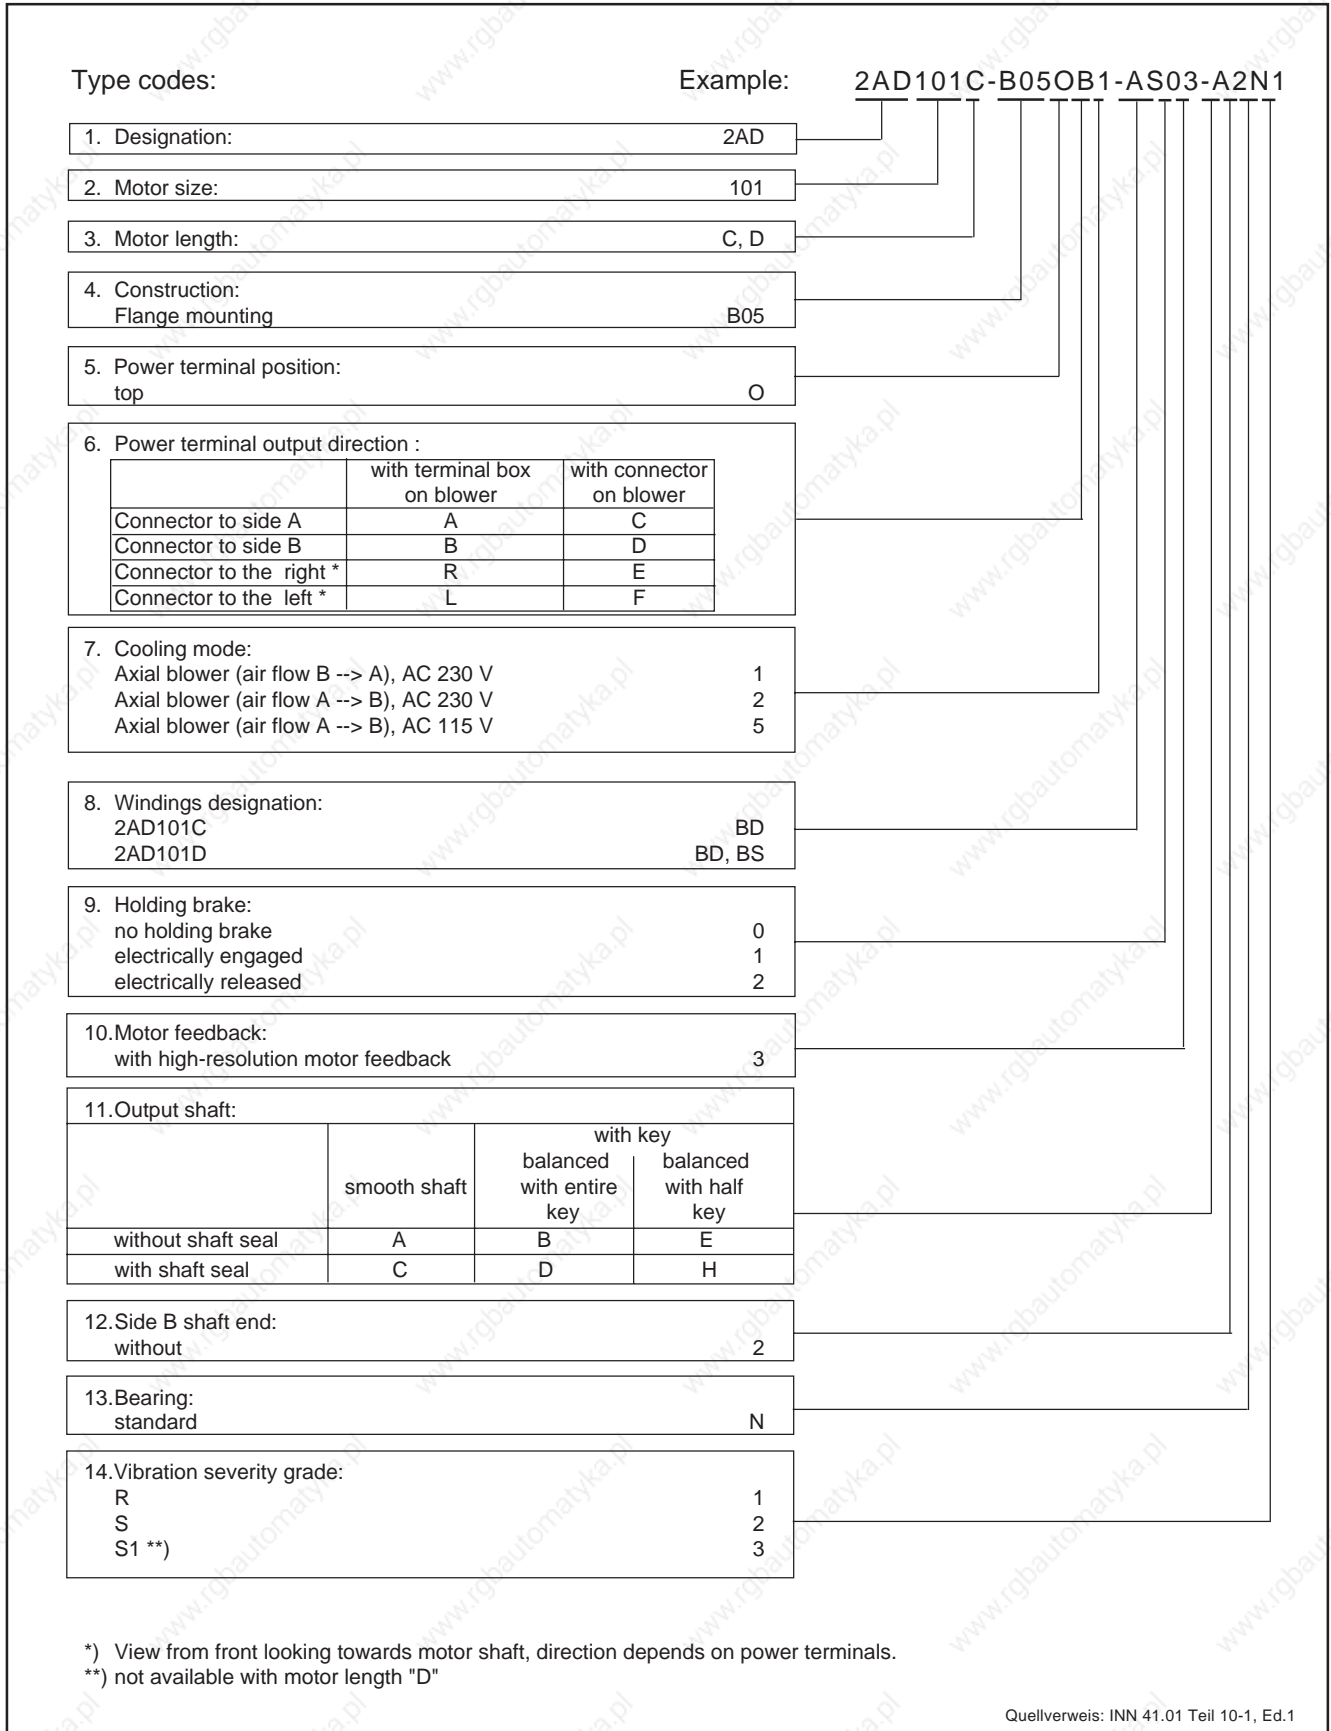 Type codes: Example: 2AD101C-B05OB1-AS03-A2N1
1. Designation: 2AD
2. Motor size: 101
3. Motor length: C, D
4. Construction:
Flange mounting B05
5. Power terminal position:
top O
6. Power terminal output direction :
with terminal box with connector
on blower on blower
Connector to side A A C
Connector to side B B D
Connector to the right * R E
Connector to the left * L F
7. Cooling mode:
Axial blower (air flow B --> A), AC 230 V 1
Axial blower (air flow A --> B), AC 230 V 2
Axial blower (air flow A --> B), AC 115 V 5
8. Windings designation:
2AD101C BD
2AD101D BD, BS
9. Holding brake:
no holding brake 0
electrically engaged 1
electrically released 2
10.Motor feedback:
with high-resolution motor feedback 3
11.Output shaft:
with key
balanced balanced
smooth shaft with entire with half
key key
without shaft seal A B E
with shaft seal C D H
12.Side B shaft end:
without 2
13.Bearing:
standard N
14.Vibration severity grade:
R 1
S 2
S1 **) 3
*) View from front looking towards motor shaft, direction depends on power terminals.
**) not available with motor length "D"
Quellverweis: INN 41.01 Teil 10-1, Ed.1
www.rgbautomatyka.pl